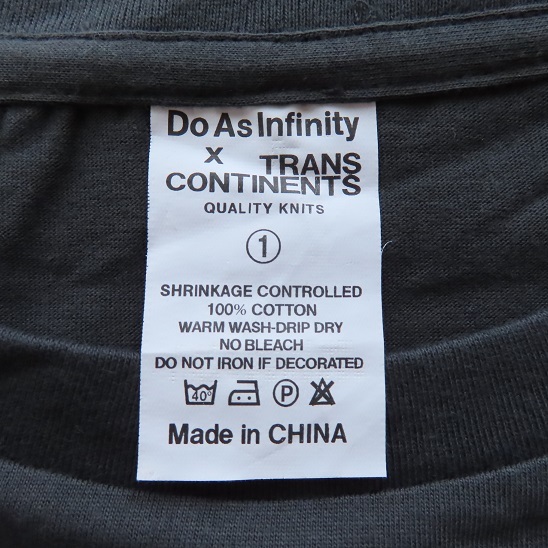 Do As Infinity
x TRANS
CONTINENTS
QUALITY KNITS
1
SHRINKAGE CONTROLLED
100% COTTON
WARM WASH-DRIP DRY
NO BLEACH
DO NOT IRON IF DECORATED
40° P
Made in CHINA